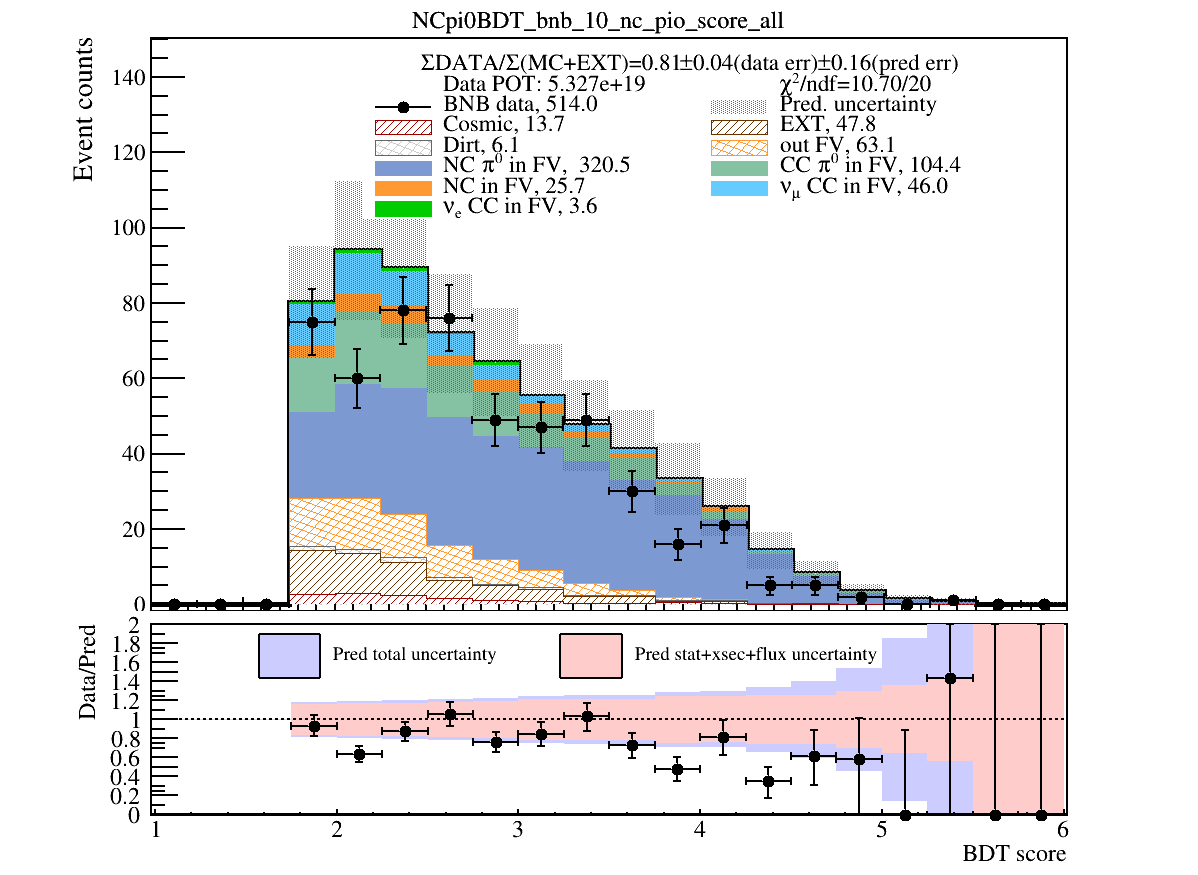 NCpi0BDT_bnb_10_nc_pio_score_all
ΣDATA/Σ(MC+EXT)=0.81±0.04(data err)±0.16(pred err)
Data POT: 5.327e+19
χ²/ndf=10.70/20
BNB data, 514.0
Pred. uncertainty
Cosmic, 13.7
EXT, 47.8
Dirt, 6.1
out FV, 63.1
NC π⁰ in FV, 320.5
CC π⁰ in FV, 104.4
NC in FV, 25.7
νμ CC in FV, 46.0
νe CC in FV, 3.6
Event counts
140
120
100
80
60
40
20
0
Pred total uncertainty
Pred stat+xsec+flux uncertainty
Data/Pred
2
1.8
1.6
1.4
1.2
1
0.8
0.6
0.4
0.2
0
1 2 3 4 5 6
BDT score